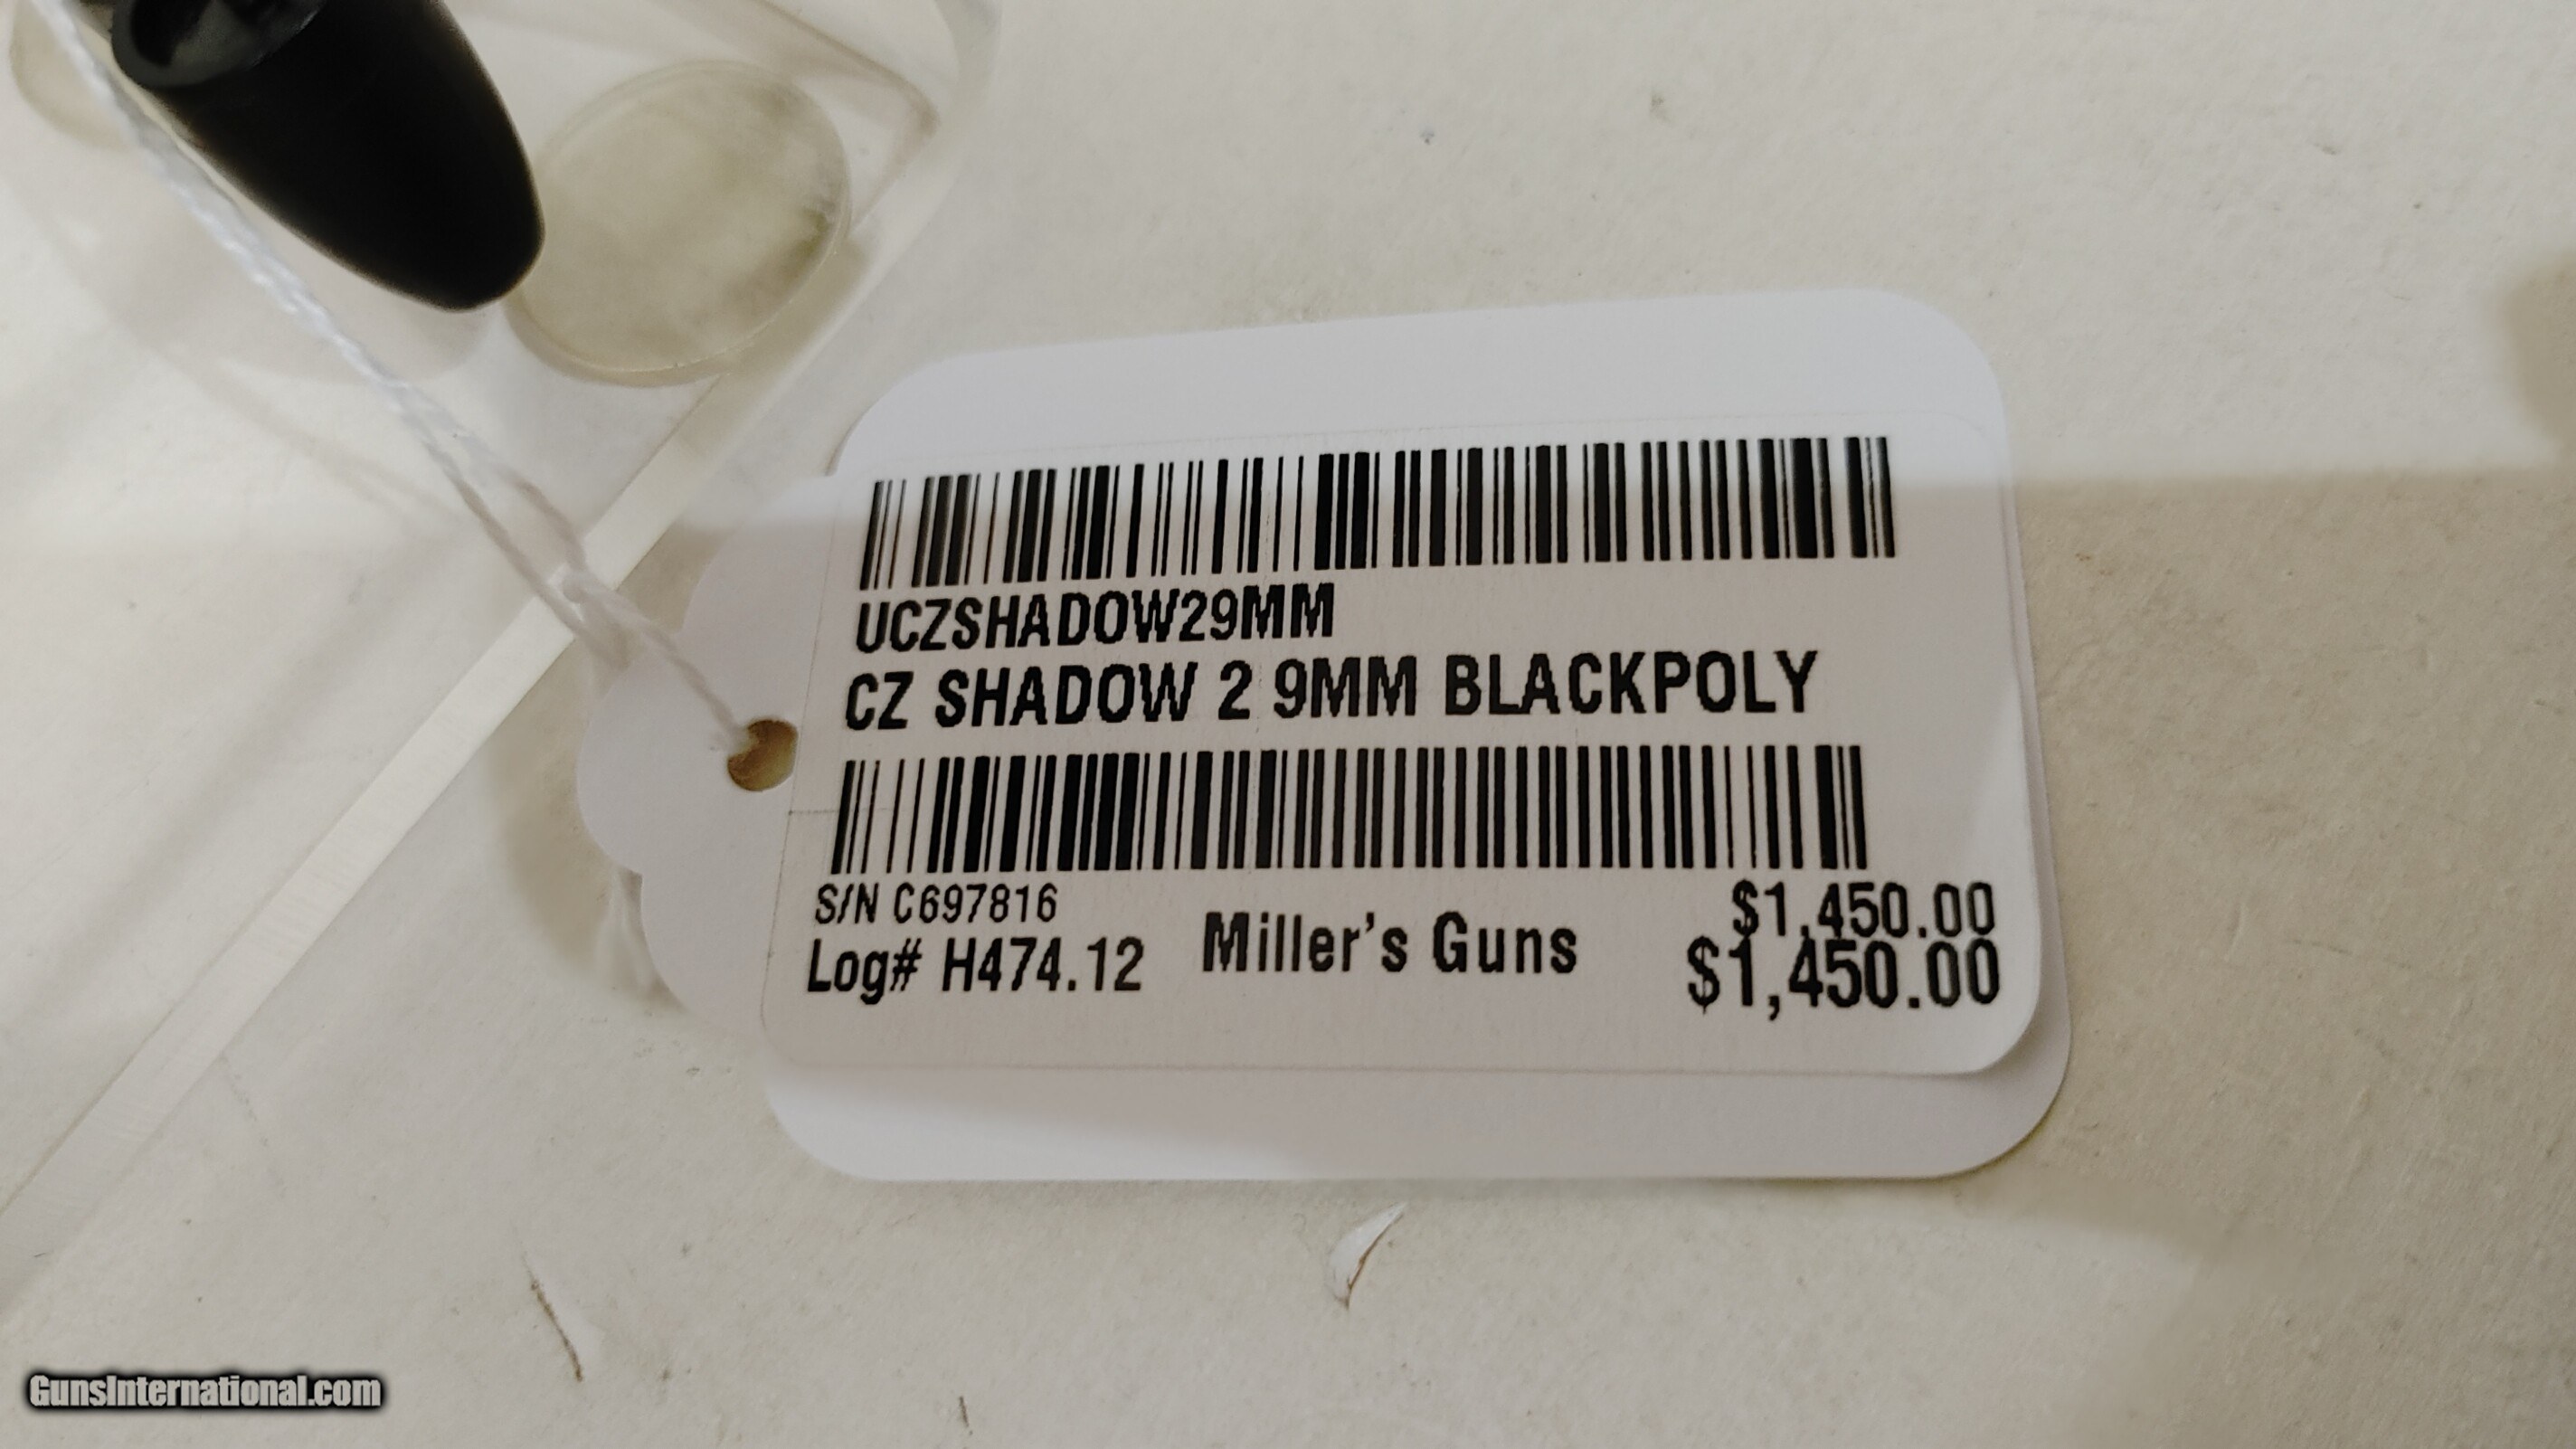 UCZSHADOW29MM
CZ SHADOW 2 9MM BLACKPOLY
S/N C697816
$1,450.00
Log# H474.12 Miller's Guns $1,450.00
GunsInternational.com